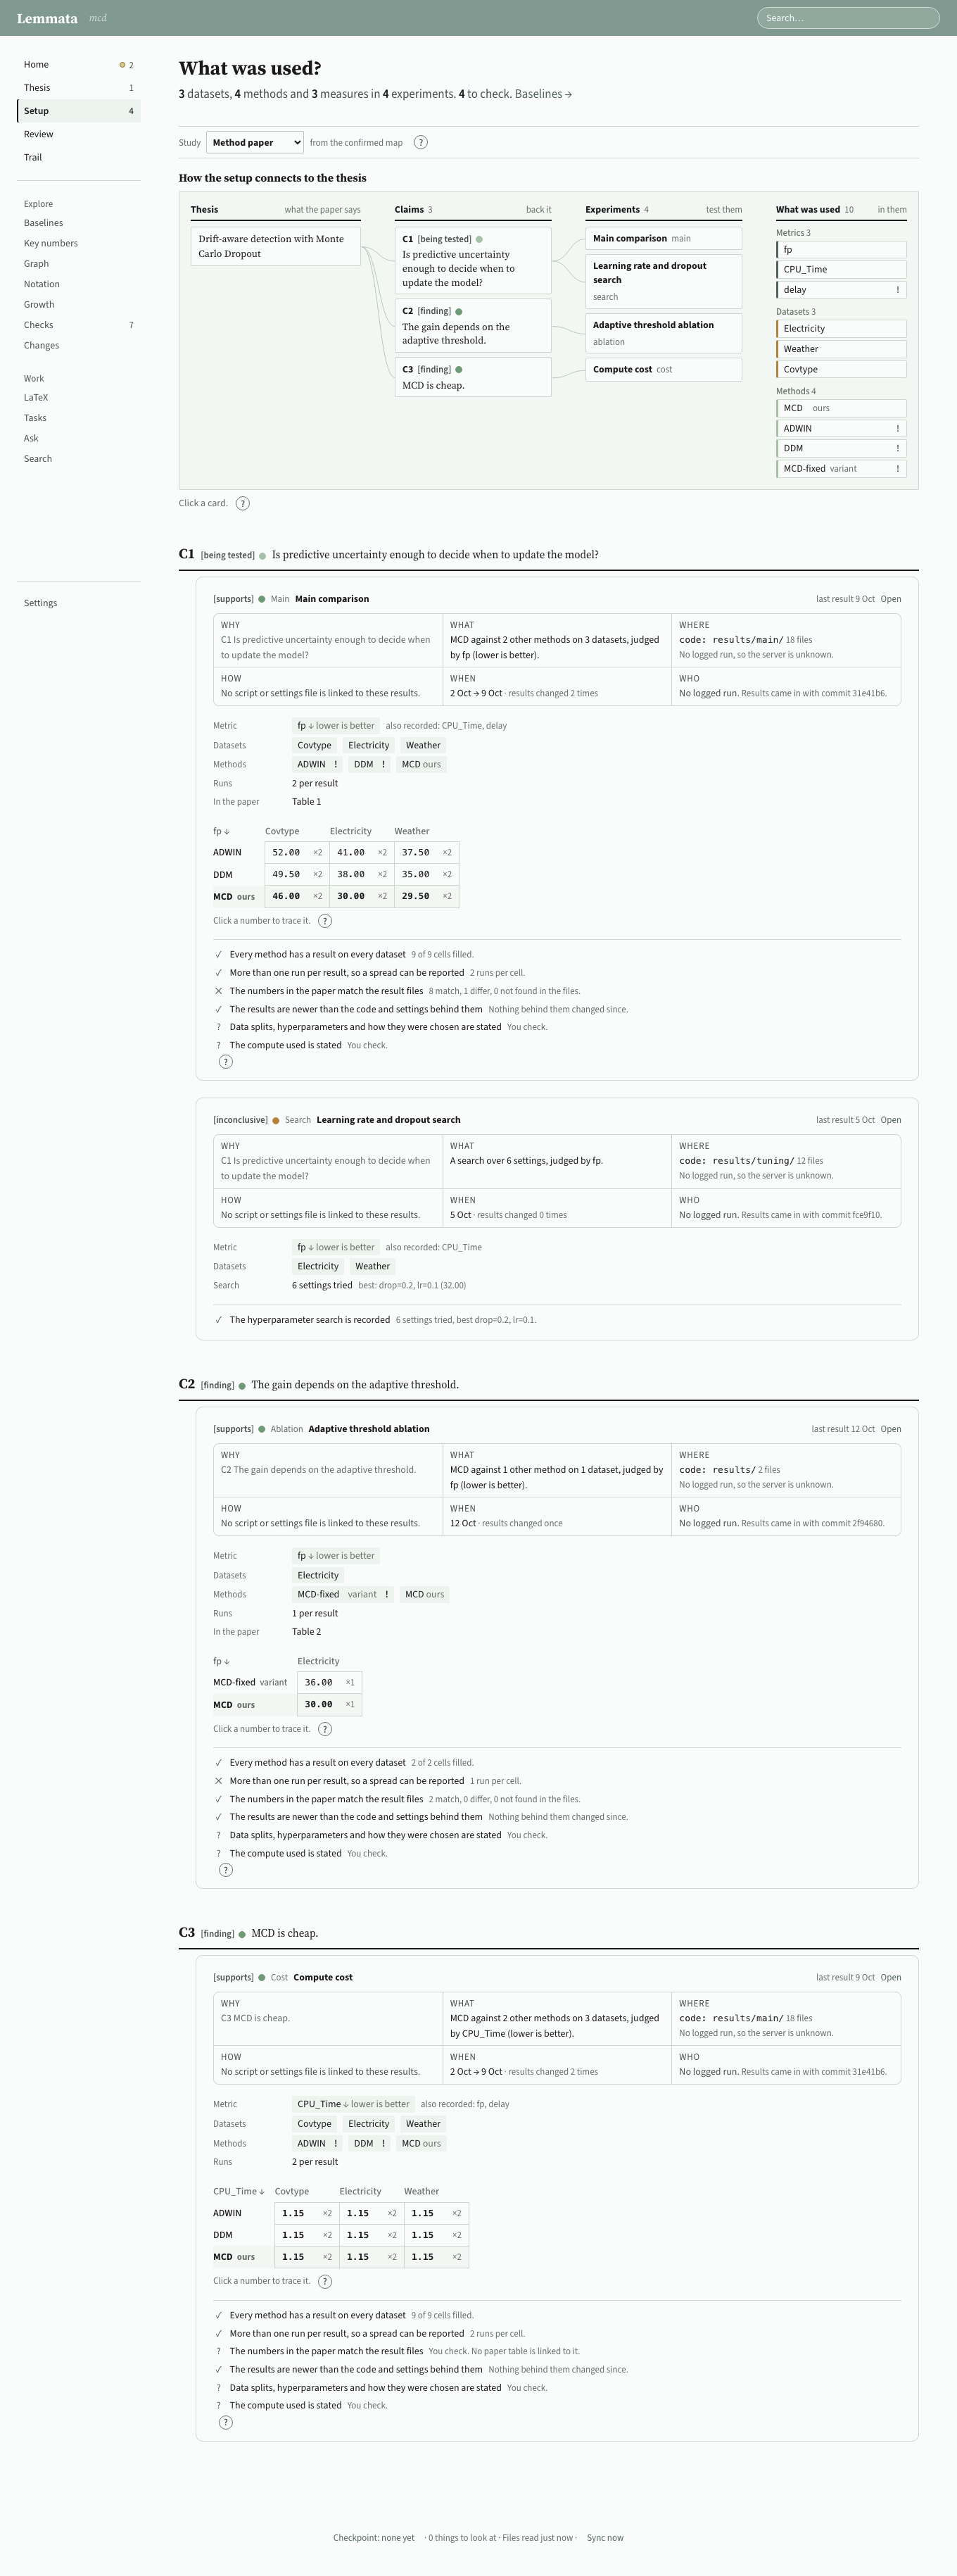 Lemmata mcd Search…
Home 2
Thesis 1
Setup 4
Review
Trail
Explore
Baselines
Key numbers
Graph
Notation
Growth
Checks 7
Changes
Work
LaTeX
Tasks
Ask
Search
Settings
What was used?
3 datasets, 4 methods and 3 measures in 4 experiments. 4 to check. Baselines →
Study Method paper from the confirmed map ?
How the setup connects to the thesis
Thesis what the paper says
Drift-aware detection with Monte
Carlo Dropout
Claims 3 back it
C1 [being tested]
Is predictive uncertainty
enough to decide when to
update the model?
C2 [finding]
The gain depends on the
adaptive threshold.
C3 [finding]
MCD is cheap.
Experiments 4 test them
Main comparison main
Learning rate and dropout
search
search
Adaptive threshold ablation
ablation
Compute cost cost
What was used 10 in them
Metrics 3
fp
CPU_Time
delay !
Datasets 3
Electricity
Weather
Covtype
Methods 4
MCD ours
ADWIN !
DDM !
MCD-fixed variant !
Click a card. ?
C1 [being tested] Is predictive uncertainty enough to decide when to update the model?
[supports] Main Main comparison last result 9 Oct Open
WHY
C1 Is predictive uncertainty enough to decide when
to update the model?
WHAT
MCD against 2 other methods on 3 datasets, judged
by fp (lower is better).
WHERE
code: results/main/ 18 files
No logged run, so the server is unknown.
HOW
No script or settings file is linked to these results.
WHEN
2 Oct → 9 Oct · results changed 2 times
WHO
No logged run. Results came in with commit 31e41b6.
Metric fp ↓ lower is better also recorded: CPU_Time, delay
Datasets Covtype Electricity Weather
Methods ADWIN ! DDM ! MCD ours
Runs 2 per result
In the paper Table 1
fp ↓ Covtype Electricity Weather
ADWIN 52.00 ×2 41.00 ×2 37.50 ×2
DDM 49.50 ×2 38.00 ×2 35.00 ×2
MCD ours 46.00 ×2 30.00 ×2 29.50 ×2
Click a number to trace it. ?
✓ Every method has a result on every dataset 9 of 9 cells filled.
✓ More than one run per result, so a spread can be reported 2 runs per cell.
✕ The numbers in the paper match the result files 8 match, 1 differ, 0 not found in the files.
✓ The results are newer than the code and settings behind them Nothing behind them changed since.
? Data splits, hyperparameters and how they were chosen are stated You check.
? The compute used is stated You check.
?
[inconclusive] Search Learning rate and dropout search last result 5 Oct Open
WHY
C1 Is predictive uncertainty enough to decide when
to update the model?
WHAT
A search over 6 settings, judged by fp.
WHERE
code: results/tuning/ 12 files
No logged run, so the server is unknown.
HOW
No script or settings file is linked to these results.
WHEN
5 Oct · results changed 0 times
WHO
No logged run. Results came in with commit fce9f10.
Metric fp ↓ lower is better also recorded: CPU_Time
Datasets Electricity Weather
Search 6 settings tried best: drop=0.2, lr=0.1 (32.00)
✓ The hyperparameter search is recorded 6 settings tried, best drop=0.2, lr=0.1.
C2 [finding] The gain depends on the adaptive threshold.
[supports] Ablation Adaptive threshold ablation last result 12 Oct Open
WHY
C2 The gain depends on the adaptive threshold.
WHAT
MCD against 1 other method on 1 dataset, judged by
fp (lower is better).
WHERE
code: results/ 2 files
No logged run, so the server is unknown.
HOW
No script or settings file is linked to these results.
WHEN
12 Oct · results changed once
WHO
No logged run. Results came in with commit 2f94680.
Metric fp ↓ lower is better
Datasets Electricity
Methods MCD-fixed variant ! MCD ours
Runs 1 per result
In the paper Table 2
fp ↓ Electricity
MCD-fixed variant 36.00 ×1
MCD ours 30.00 ×1
Click a number to trace it. ?
✓ Every method has a result on every dataset 2 of 2 cells filled.
✕ More than one run per result, so a spread can be reported 1 run per cell.
✓ The numbers in the paper match the result files 2 match, 0 differ, 0 not found in the files.
✓ The results are newer than the code and settings behind them Nothing behind them changed since.
? Data splits, hyperparameters and how they were chosen are stated You check.
? The compute used is stated You check.
?
C3 [finding] MCD is cheap.
[supports] Cost Compute cost last result 9 Oct Open
WHY
C3 MCD is cheap.
WHAT
MCD against 2 other methods on 3 datasets, judged
by CPU_Time (lower is better).
WHERE
code: results/main/ 18 files
No logged run, so the server is unknown.
HOW
No script or settings file is linked to these results.
WHEN
2 Oct → 9 Oct · results changed 2 times
WHO
No logged run. Results came in with commit 31e41b6.
Metric CPU_Time ↓ lower is better also recorded: fp, delay
Datasets Covtype Electricity Weather
Methods ADWIN ! DDM ! MCD ours
Runs 2 per result
CPU_Time ↓ Covtype Electricity Weather
ADWIN 1.15 ×2 1.15 ×2 1.15 ×2
DDM 1.15 ×2 1.15 ×2 1.15 ×2
MCD ours 1.15 ×2 1.15 ×2 1.15 ×2
Click a number to trace it. ?
✓ Every method has a result on every dataset 9 of 9 cells filled.
✓ More than one run per result, so a spread can be reported 2 runs per cell.
? The numbers in the paper match the result files You check. No paper table is linked to it.
✓ The results are newer than the code and settings behind them Nothing behind them changed since.
? Data splits, hyperparameters and how they were chosen are stated You check.
? The compute used is stated You check.
?
Checkpoint: none yet · 0 things to look at · Files read just now · Sync now